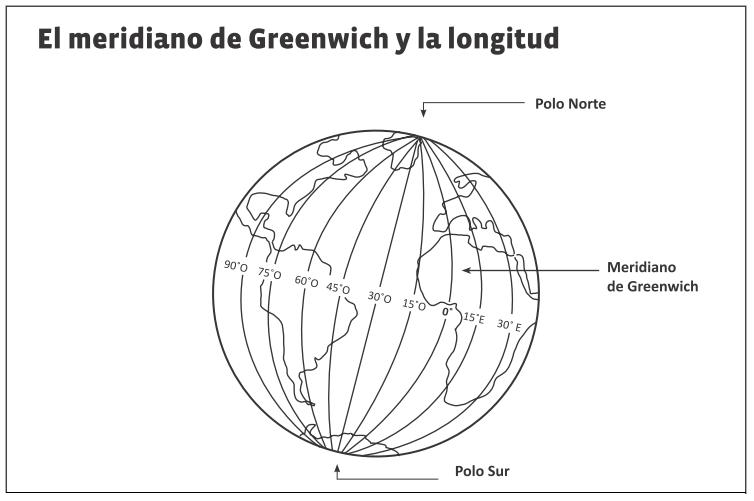 El meridiano de Greenwich y la longitud
Polo Norte
Meridiano
de Greenwich
90°O 75°O 60°O 45°O 30°O 15°O 0° 15°E 30° E
Polo Sur